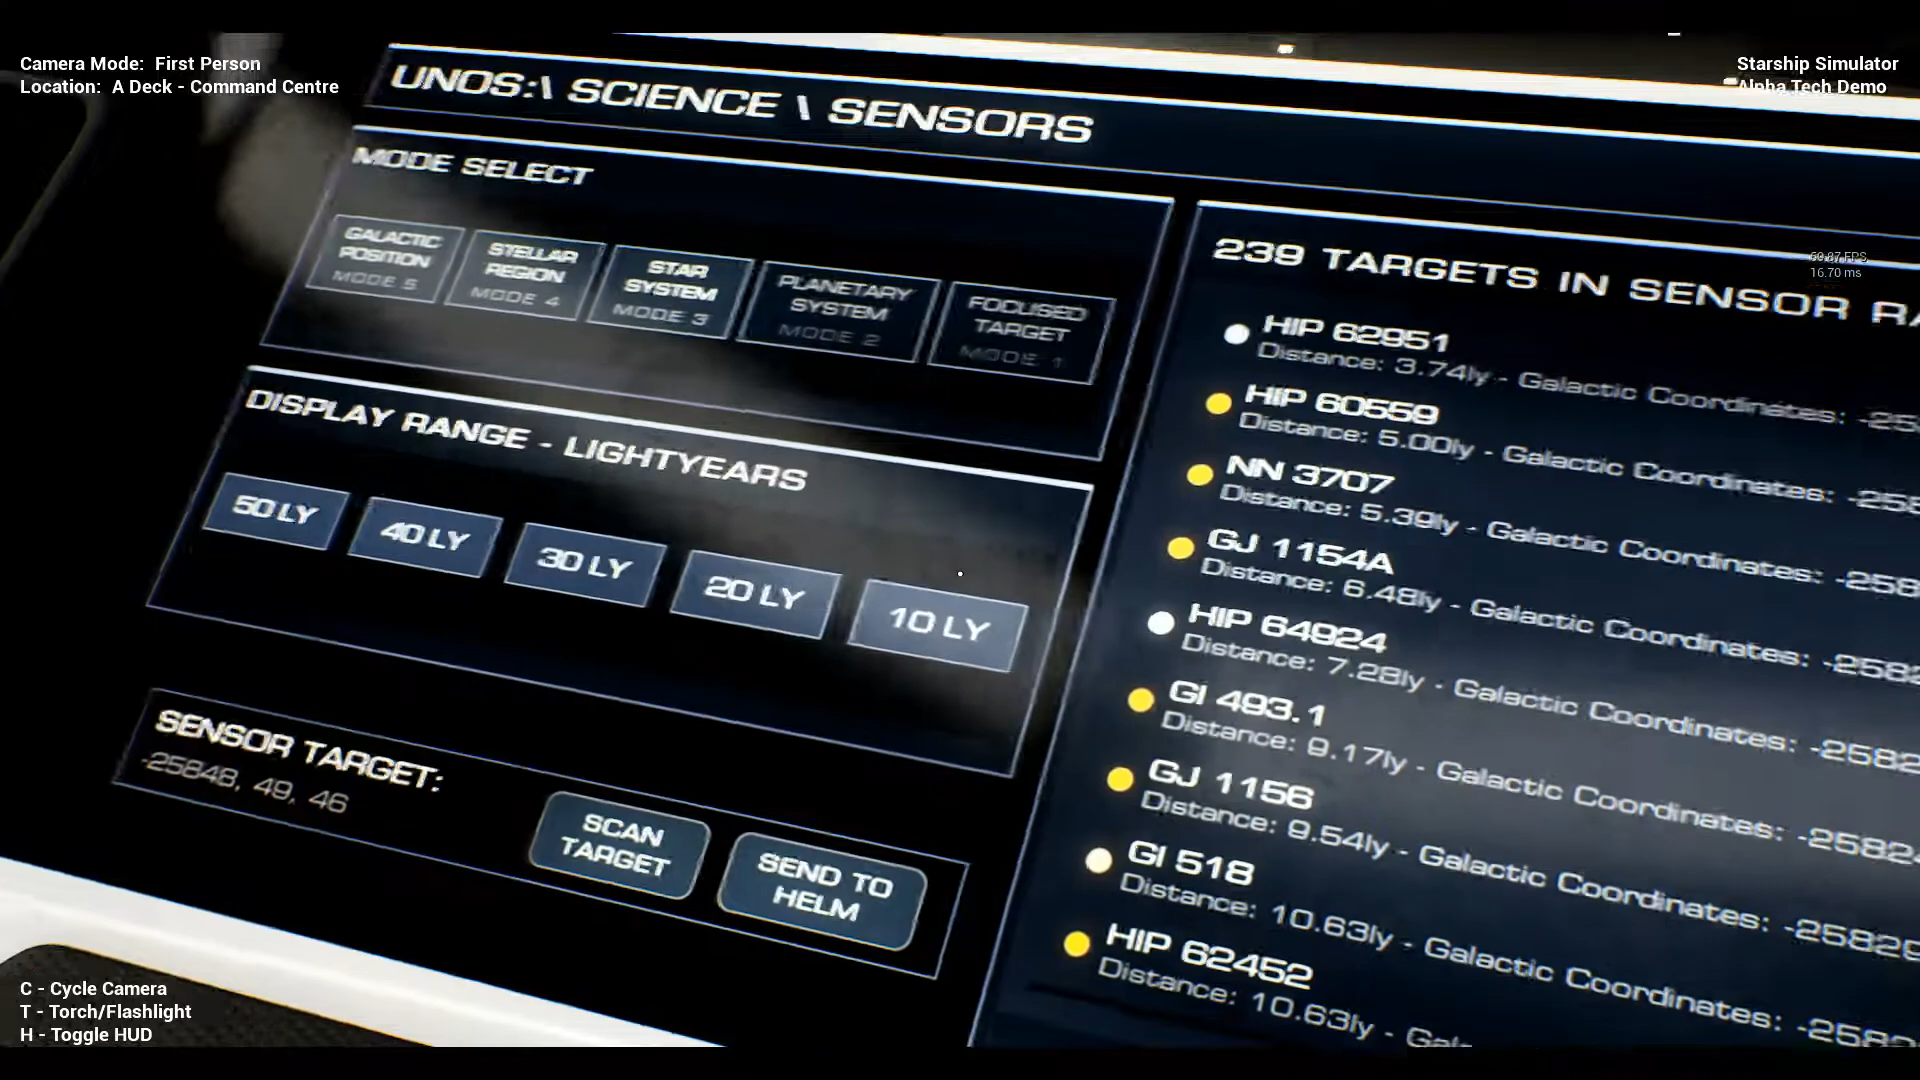 Camera Mode: First Person
Location: A Deck - Command Centre
Starship Simulator
Alpha Tech Demo
UNOS:\ SCIENCE \ SENSORS
MODE SELECT
GALACTIC
POSITION
MODE 5
STELLAR
REGION
MODE 4
STAR
SYSTEM
MODE 3
PLANETARY
SYSTEM
MODE 2
FOCUSED
TARGET
MODE 1
DISPLAY RANGE - LIGHTYEARS
50 LY
40 LY
30 LY
20 LY
10 LY
SENSOR TARGET:
-25848, 49, 46
SCAN
TARGET
SEND TO
HELM
239 TARGETS IN SENSOR
HIP 62951
Distance: 3.74ly - Galactic Coordinates:
HIP 60559
Distance: 5.00ly - Galactic Coordinates:
NN 3707
Distance: 5.39ly - Galactic Coordinates:
GJ 1154A
Distance: 6.48ly - Galactic Coordinates:
HIP 64924
Distance: 7.28ly - Galactic Coordinates:
GI 493.1
Distance: 9.17ly - Galactic Coordinates:
GJ 1156
Distance: 9.54ly - Galactic Coordinates:
GI 518
Distance: 10.63ly - Galactic Coordinates:
HIP 62452
Distance: 10.63ly -
16.70 ms
C - Cycle Camera
T - Torch/Flashlight
H - Toggle HUD